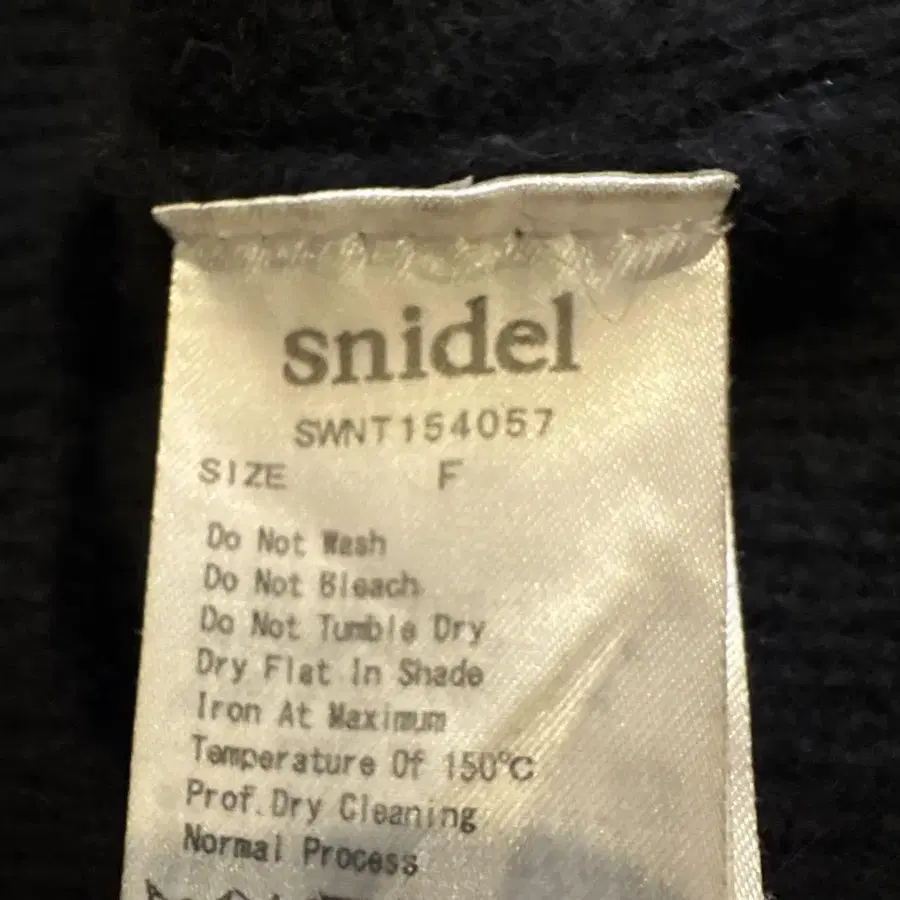 snidel
SWNT154057
SIZE F
Do Not Wash
Do Not Bleach
Do Not Tumble Dry
Dry Flat In Shade
Iron At Maximum
Temperature Of 150℃
Prof.Dry Cleaning
Normal Process